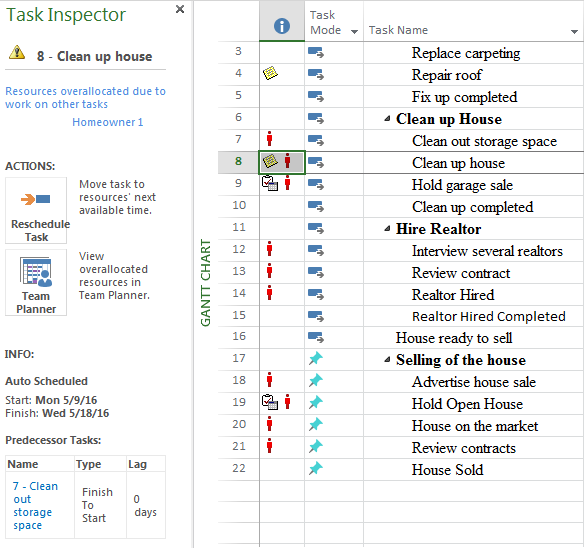 Task Inspector
8 - Clean up house
Resources overallocated due to
work on other tasks
Homeowner 1
ACTIONS:
Reschedule
Task
Move task to
resources' next
available time.
Team
Planner
View
overallocated
resources in
Team Planner.
INFO:
Auto Scheduled
Start: Mon 5/9/16
Finish: Wed 5/18/16
Predecessor Tasks:
Name Type Lag
7 - Clean
out
storage
space
Finish
To
Start
0
days
GANTT CHART
Task
Mode
Task Name
3 Replace carpeting
4 Repair roof
5 Fix up completed
6 Clean up House
7 Clean out storage space
8 Clean up house
9 Hold garage sale
10 Clean up completed
11 Hire Realtor
12 Interview several realtors
13 Review contract
14 Realtor Hired
15 Realtor Hired Completed
16 House ready to sell
17 Selling of the house
18 Advertise house sale
19 Hold Open House
20 House on the market
21 Review contracts
22 House Sold